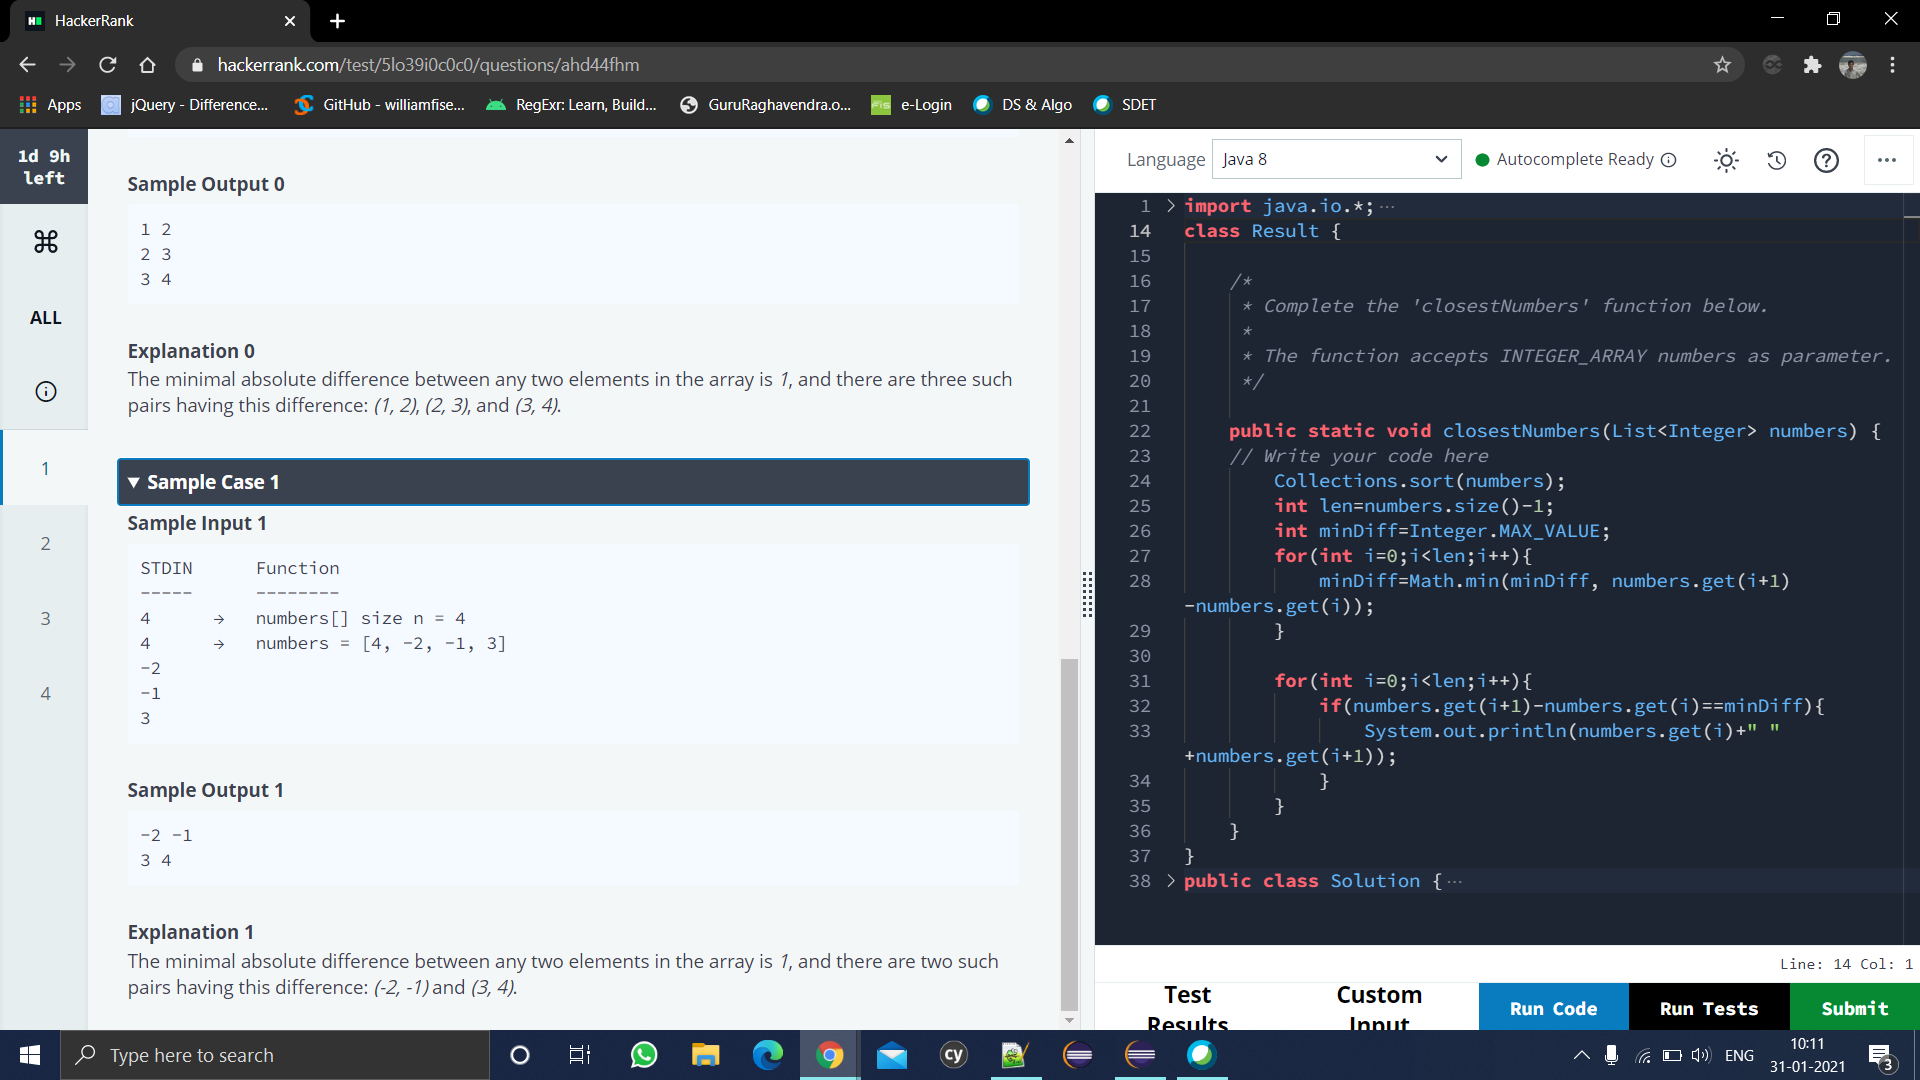 HackerRank
hackerrank.com/test/5lo39i0c0c0/questions/ahd44fhm
Apps
jQuery - Difference...
GitHub - williamfise...
RegExr: Learn, Build...
GuruRaghavendra.o...
e-Login
DS & Algo
SDET
1d 9h
left
ALL
1
2
3
4
Sample Output 0
1 2
2 3
3 4
Explanation 0
The minimal absolute difference between any two elements in the array is 1, and there are three such
pairs having this difference: (1, 2), (2, 3), and (3, 4).
▼ Sample Case 1
Sample Input 1
STDIN Function
----- --------
4 → numbers[] size n = 4
4 → numbers = [4, -2, -1, 3]
-2
-1
3
Sample Output 1
-2 -1
3 4
Explanation 1
The minimal absolute difference between any two elements in the array is 1, and there are two such
pairs having this difference: (-2, -1) and (3, 4).
Language Java 8 Autocomplete Ready
1 > import java.io.*; ...
14 class Result {
15
16 /*
17 * Complete the 'closestNumbers' function below.
18 *
19 * The function accepts INTEGER_ARRAY numbers as parameter.
20 */
21
22 public static void closestNumbers(List<Integer> numbers) {
23 // Write your code here
24 Collections.sort(numbers);
25 int len=numbers.size()-1;
26 int minDiff=Integer.MAX_VALUE;
27 for(int i=0;i<len;i++){
28 minDiff=Math.min(minDiff, numbers.get(i+1)
-numbers.get(i));
29 }
30
31 for(int i=0;i<len;i++){
32 if(numbers.get(i+1)-numbers.get(i)==minDiff){
33 System.out.println(numbers.get(i)+" "
+numbers.get(i+1));
34 }
35 }
36 }
37 }
38 > public class Solution { ...
Line: 14 Col: 1
Test
Results
Custom
Input
Run Code
Run Tests
Submit
Type here to search
cy
ENG
10:11
31-01-2021
3